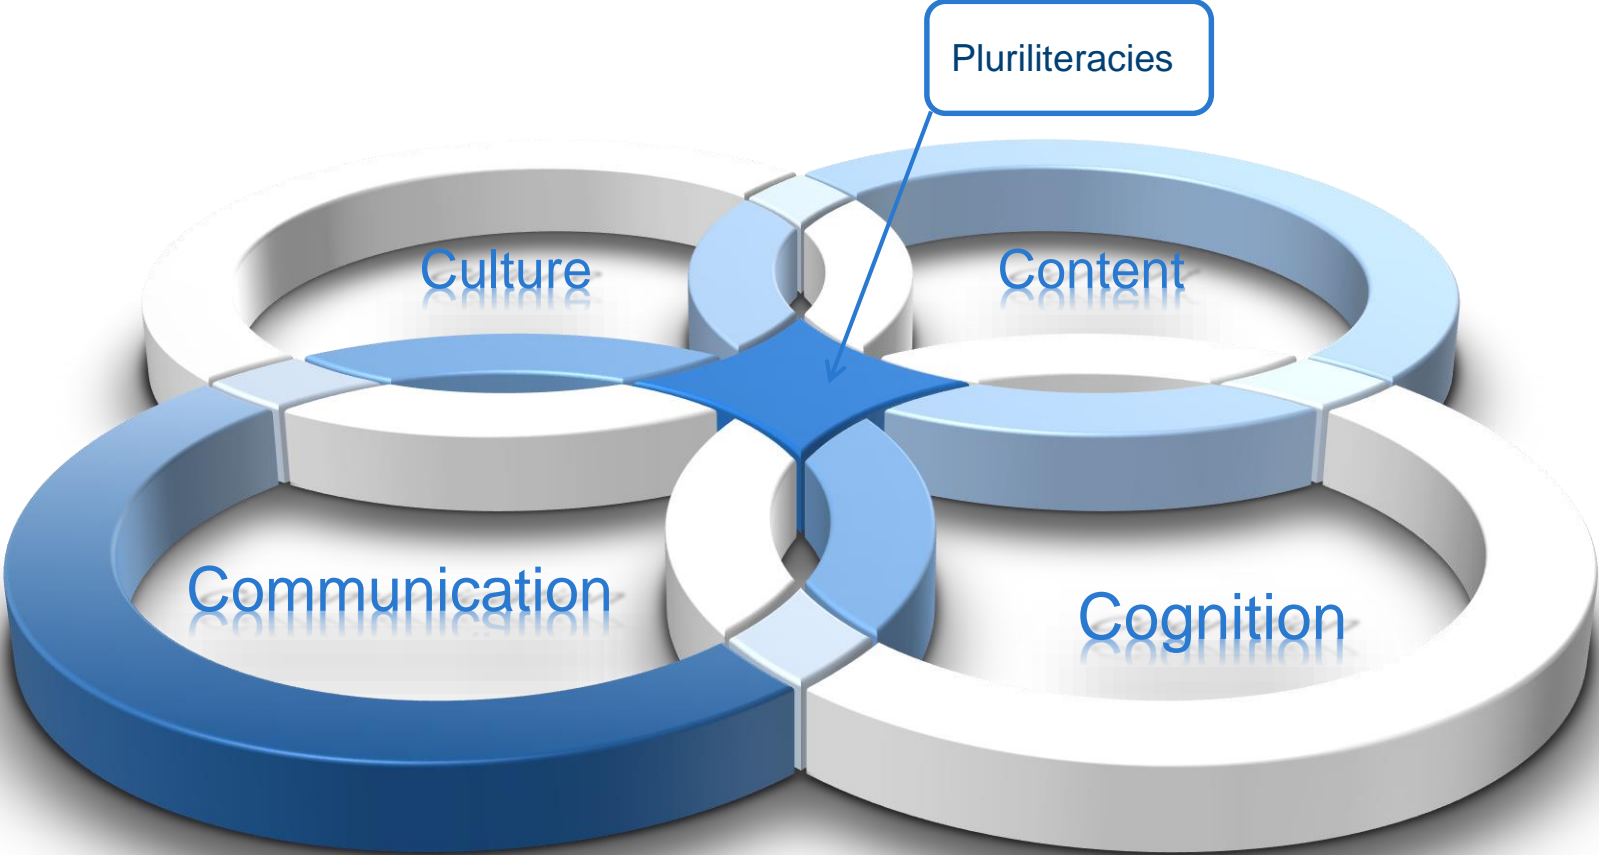 Pluriliteracies
Culture
Content
Communication
Cognition